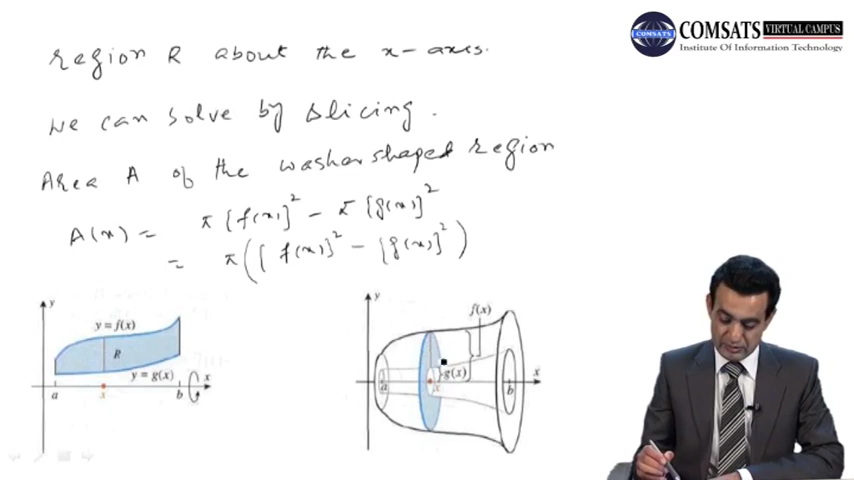 COMSATS VIRTUAL CAMPUS
COMSATS
Institute Of Information Technology
region R about the x-axis.
we can solve by slicing.
Area A of the washer shaped region
A(x) = π [f(x)]² - π [g(x)]²
= π([f(x)]² - [g(x)]²)
y
y = f(x)
R
y = g(x)
x
a
x
b
y
f(x)
g(x)
x
a
x
b